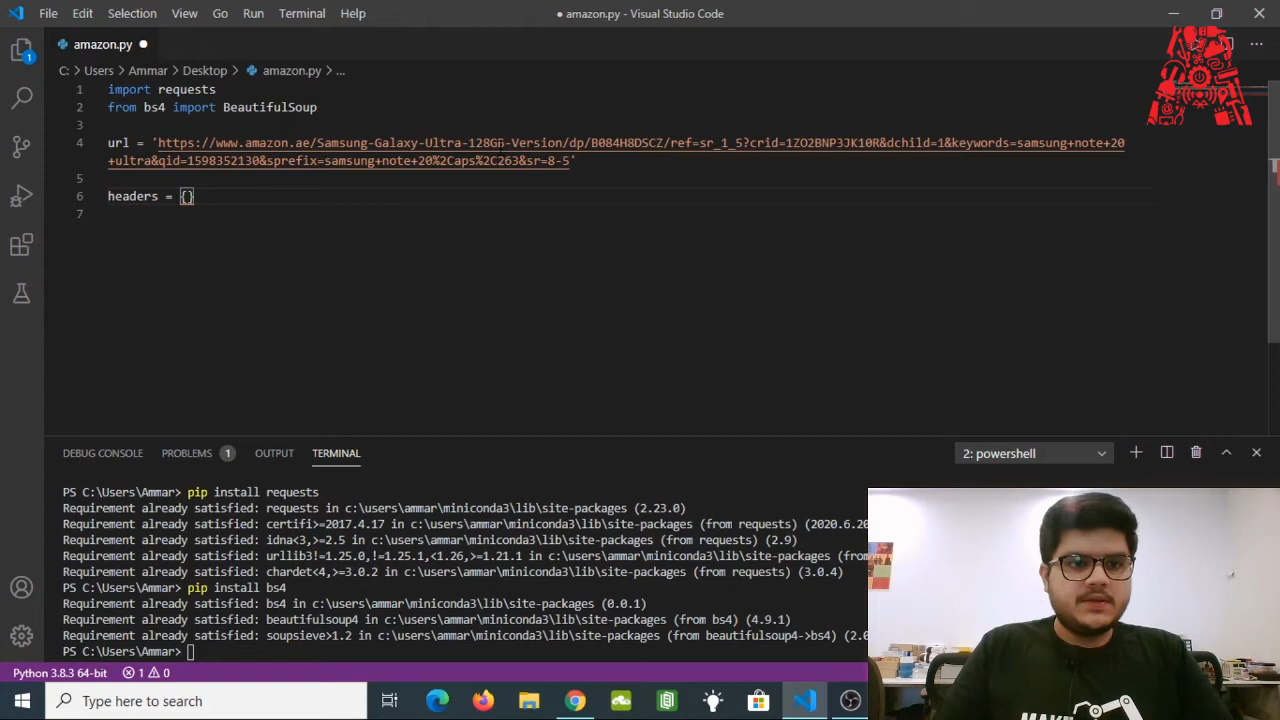 File Edit Selection View Go Run Terminal Help
● amazon.py - Visual Studio Code
amazon.py ●
C: > Users > Ammar > Desktop > amazon.py > ...
1 import requests
2 from bs4 import BeautifulSoup
3
4 url = 'https://www.amazon.ae/Samsung-Galaxy-Ultra-128GB-Version/dp/B084H8DSCZ/ref=sr_1_5?crid=1ZO2BNP3JK10R&dchild=1&keywords=samsung+note+20
+ultra&qid=1598352130&sprefix=samsung+note+20%2Caps%2C263&sr=8-5'
5
6 headers = {}
7
DEBUG CONSOLE PROBLEMS 1 OUTPUT TERMINAL
2: powershell
PS C:\Users\Ammar> pip install requests
Requirement already satisfied: requests in c:\users\ammar\miniconda3\lib\site-packages (2.23.0)
Requirement already satisfied: certifi>=2017.4.17 in c:\users\ammar\miniconda3\lib\site-packages (from requests) (2020.6.20
Requirement already satisfied: idna<3,>=2.5 in c:\users\ammar\miniconda3\lib\site-packages (from requests) (2.9)
Requirement already satisfied: urllib3!=1.25.0,!=1.25.1,<1.26,>=1.21.1 in c:\users\ammar\miniconda3\lib\site-packages (from
Requirement already satisfied: chardet<4,>=3.0.2 in c:\users\ammar\miniconda3\lib\site-packages (from requests) (3.0.4)
PS C:\Users\Ammar> pip install bs4
Requirement already satisfied: bs4 in c:\users\ammar\miniconda3\lib\site-packages (0.0.1)
Requirement already satisfied: beautifulsoup4 in c:\users\ammar\miniconda3\lib\site-packages (from bs4) (4.9.1)
Requirement already satisfied: soupsieve>1.2 in c:\users\ammar\miniconda3\lib\site-packages (from beautifulsoup4->bs4) (2.0
PS C:\Users\Ammar>
Python 3.8.3 64-bit 1 0
Type here to search
MAKE